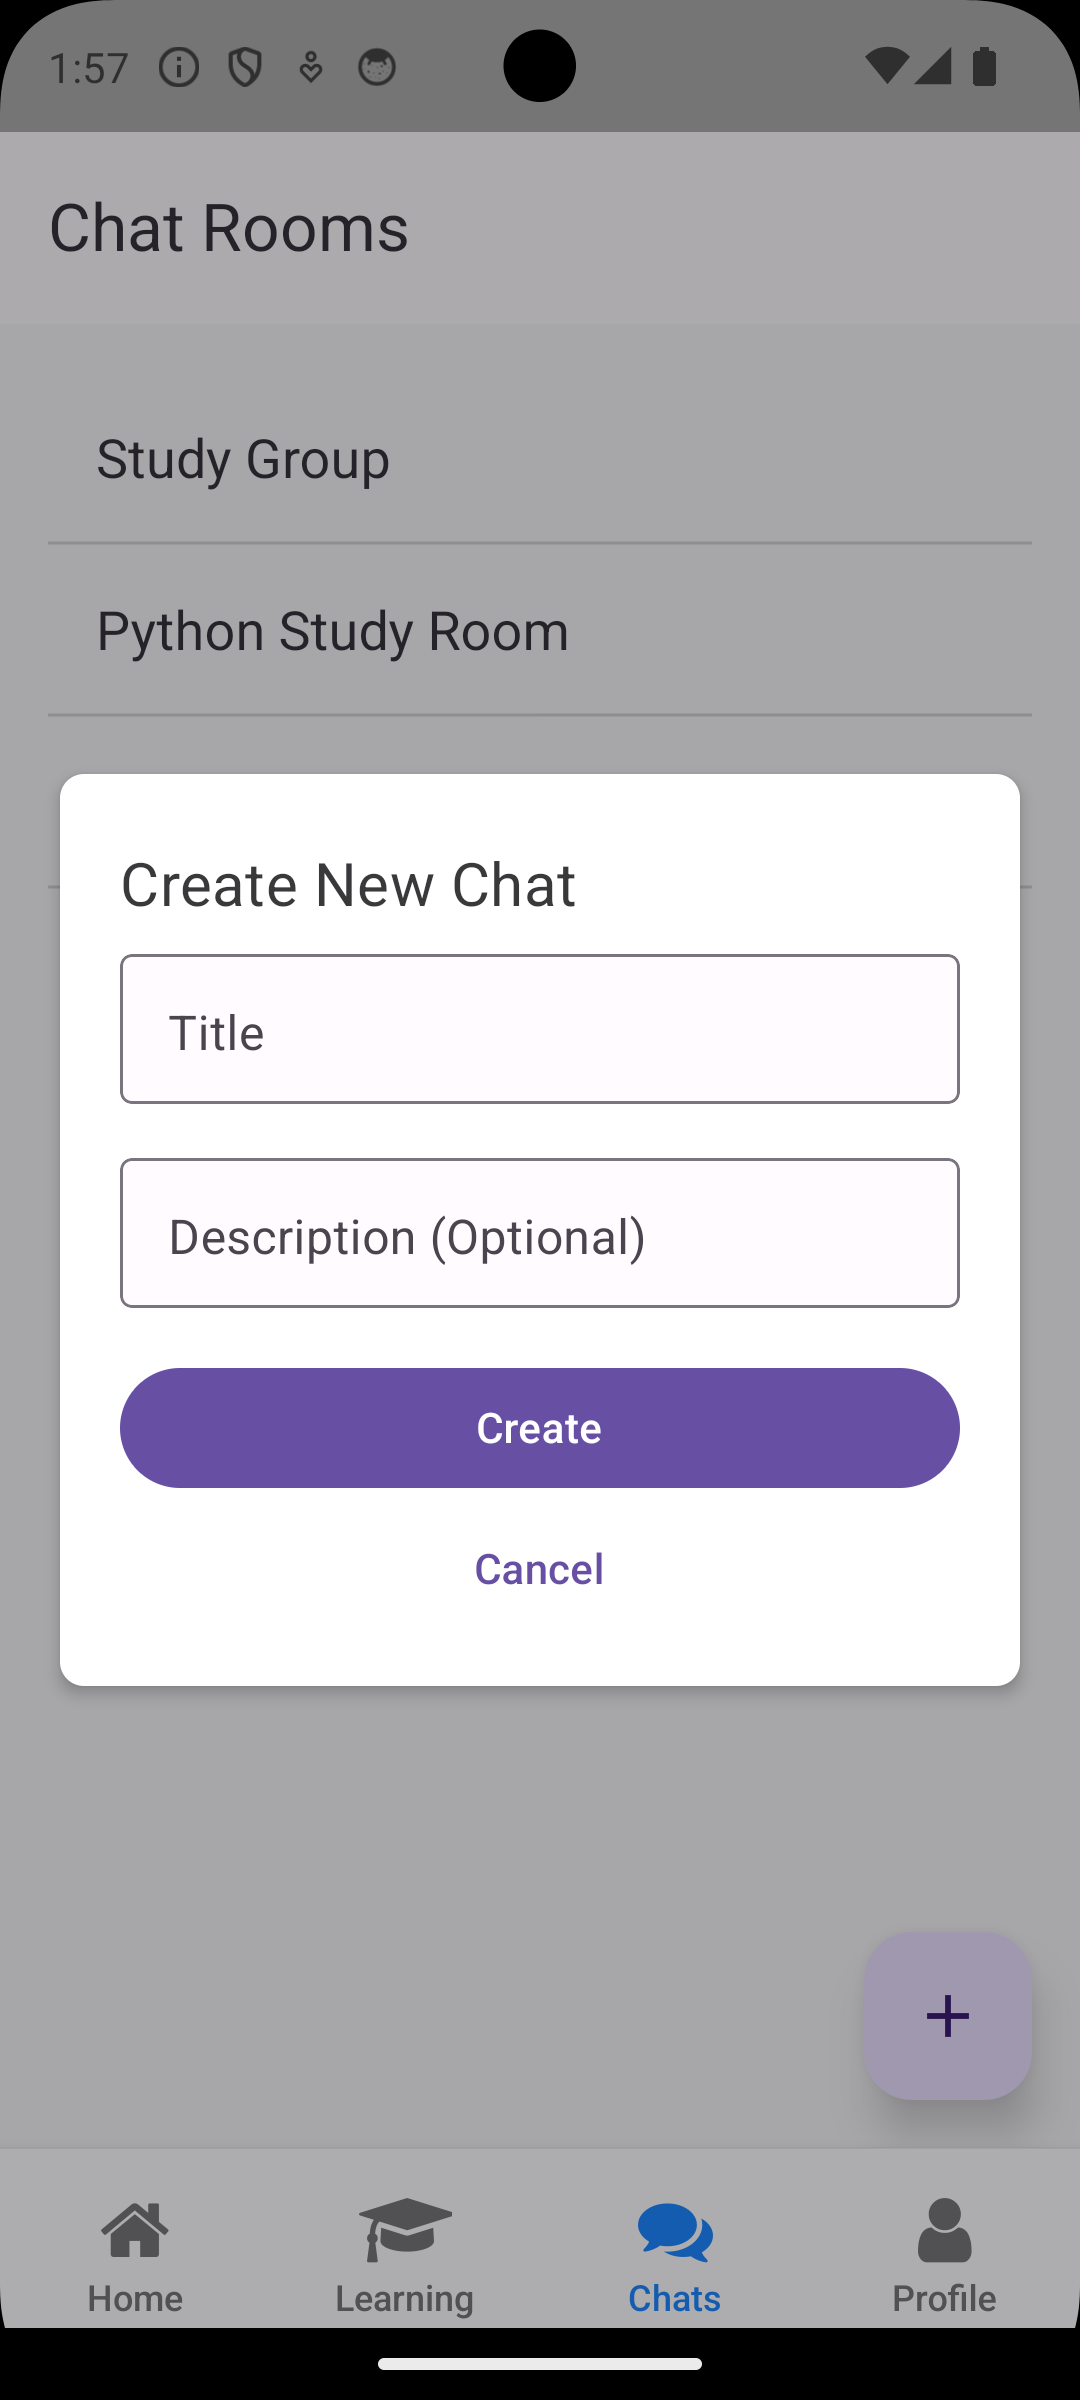 1:57
Chat Rooms
Study Group
Python Study Room
Create New Chat
Title
Description (Optional)
Create
Cancel
+
Home
Learning
Chats
Profile